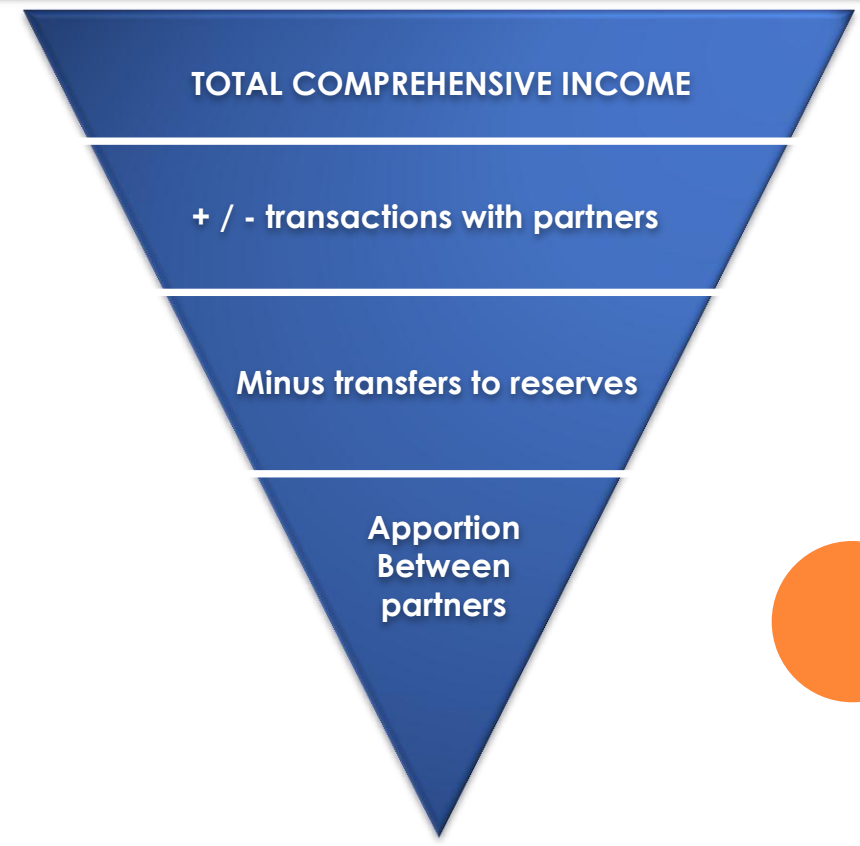 TOTAL COMPREHENSIVE INCOME
+ / - transactions with partners
Minus transfers to reserves
Apportion
Between
partners